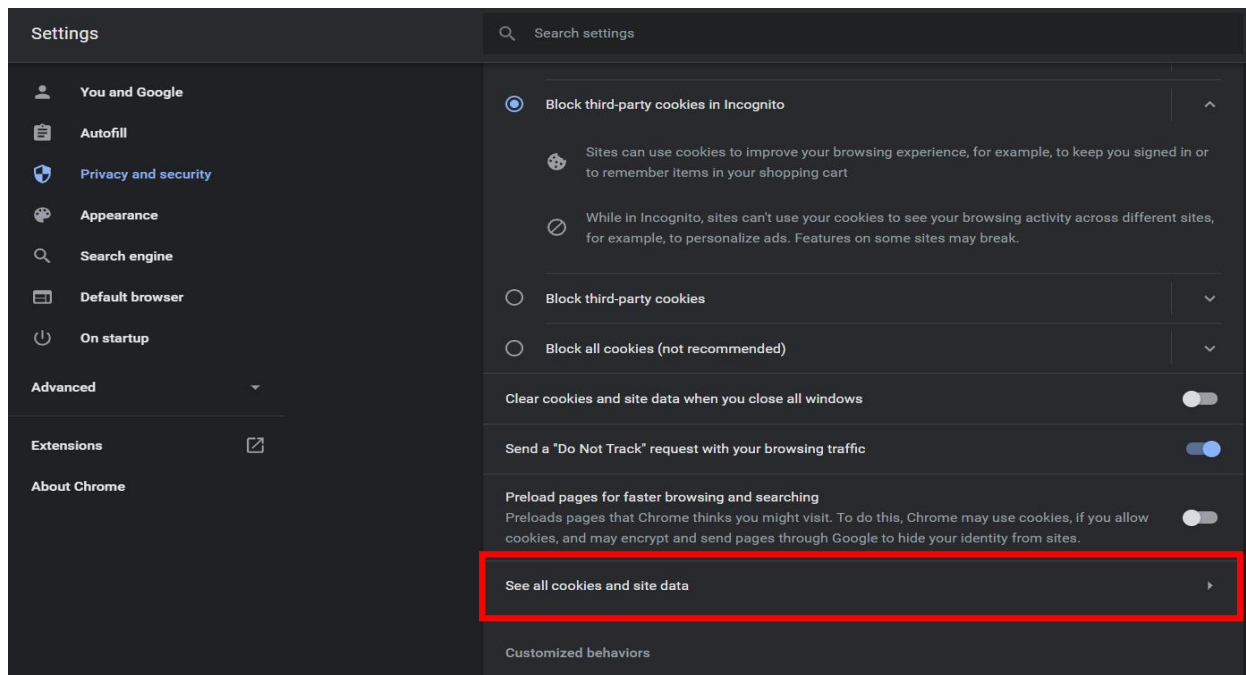 Settings
Search settings
You and Google
Autofill
Privacy and security
Appearance
Search engine
Default browser
On startup
Advanced
Extensions
About Chrome
Block third-party cookies in Incognito
Sites can use cookies to improve your browsing experience, for example, to keep you signed in or
to remember items in your shopping cart
While in Incognito, sites can't use your cookies to see your browsing activity across different sites,
for example, to personalize ads. Features on some sites may break.
Block third-party cookies
Block all cookies (not recommended)
Clear cookies and site data when you close all windows
Send a "Do Not Track" request with your browsing traffic
Preload pages for faster browsing and searching
Preloads pages that Chrome thinks you might visit. To do this, Chrome may use cookies, if you allow
cookies, and may encrypt and send pages through Google to hide your identity from sites.
See all cookies and site data
Customized behaviors